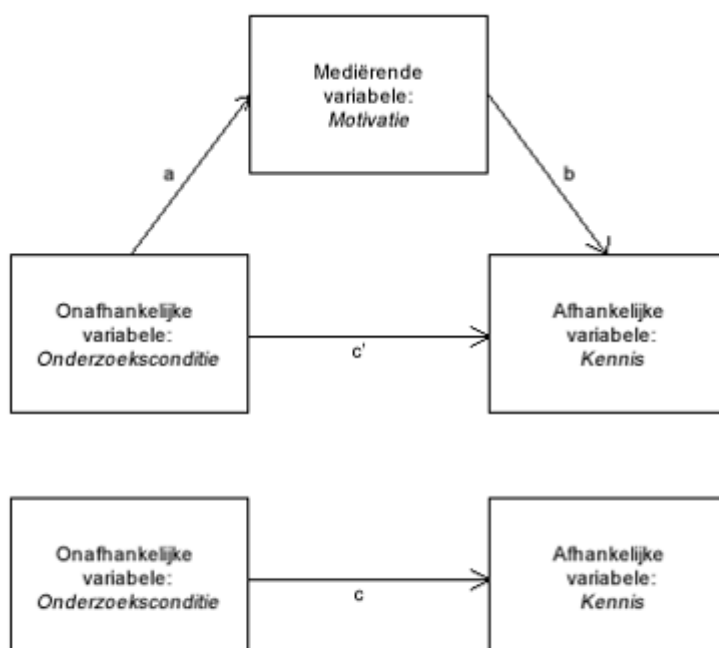 Mediërende
variabele:
Motivatie
a
b
Onafhankelijke
variabele:
Onderzoeksconditie
c'
Afhankelijke
variabele:
Kennis
Onafhankelijke
variabele:
Onderzoeksconditie
c
Afhankelijke
variabele:
Kennis